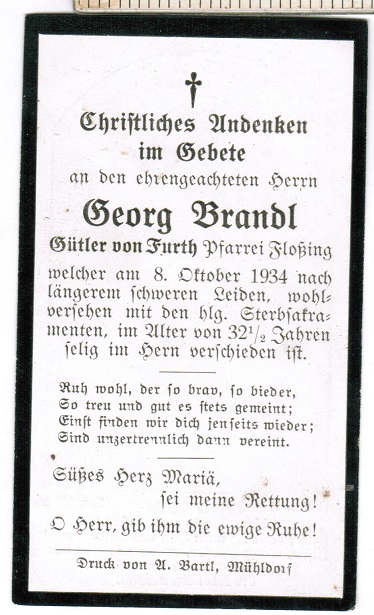 Christliches Andenken
im Gebete
an den ehrengeachteten Herrn
Georg Brandl
Gütler von Furth Pfarrei Floßing
welcher am 8. Oktober 1934 nach
längerem schweren Leiden, wohl-
versehen mit den hlg. Sterbsakra-
menten, im Alter von 32½ Jahren
selig im Hern verschieden ist.
Ruh wohl, der so brav, so bieder,
So treu und gut es stets gemeint;
Einst finden wir dich jenseits wieder;
Sind unzertrennlich dann vereint.
Süßes Herz Mariä,
sei meine Rettung!
O Herr, gib ihm die ewige Ruhe!
Druck von A. Bartl, Mühldorf